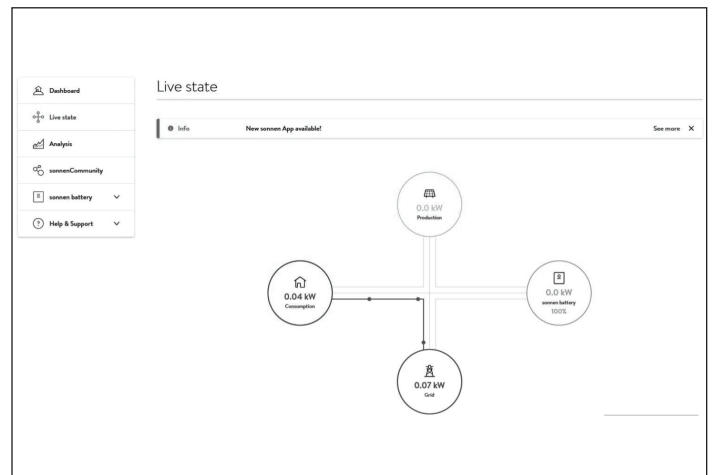 Dashboard
Live state
Analysis
sonnenCommunity
sonnen battery
Help & Support
Live state
Info New sonnen App available! See more X
0.0 kW
Production
0.04 kW
Consumption
0.0 kW
sonnen battery
100%
0.07 kW
Grid